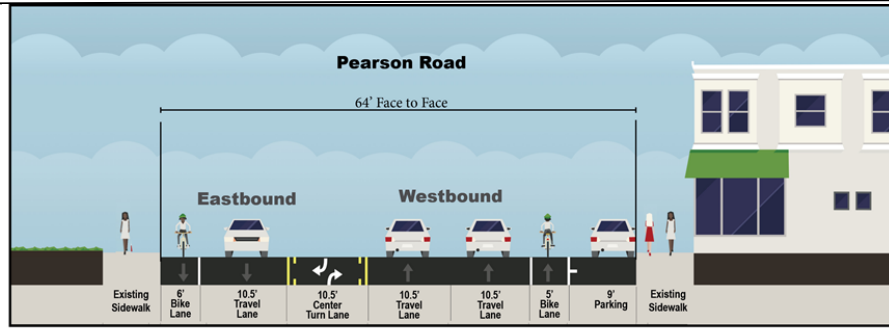 Pearson Road
64' Face to Face
Eastbound
Westbound
Existing
Sidewalk
6'
Bike
Lane
10.5'
Travel
Lane
10.5'
Center
Turn Lane
10.5'
Travel
Lane
10.5'
Travel
Lane
5'
Bike
Lane
9'
Parking
Existing
Sidewalk